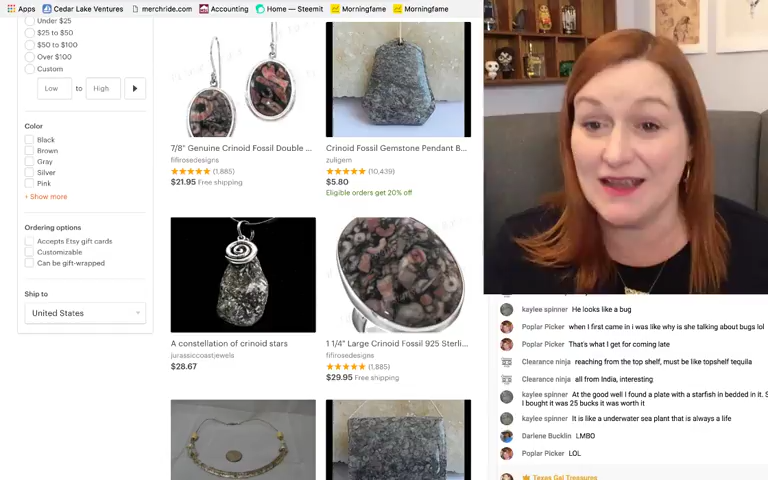 Apps Cedar Lake Ventures merchride.com Accounting Home — Steemit Morningfame Morningfame
Under $25
$25 to $50
$50 to $100
Over $100
Custom
Low to High
Color
Black
Brown
Gray
Silver
Pink
+ Show more
Ordering options
Accepts Etsy gift cards
Customizable
Can be gift-wrapped
Ship to
United States
7/8" Genuine Crinoid Fossil Double ...
fifirosedesigns
(1,885)
$21.95 Free shipping
Crinoid Fossil Gemstone Pendant B...
zuligem
(10,439)
$5.80
Eligible orders get 20% off
A constellation of crinoid stars
jurassiccoastjewels
$28.67
1 1/4" Large Crinoid Fossil 925 Sterli...
fifirosedesigns
(1,885)
$29.95 Free shipping
kaylee spinner He looks like a bug
Poplar Picker when I first came in i was like why is she talking about bugs lol
Poplar Picker That's what I get for coming late
Clearance ninja reaching from the top shelf, must be like topshelf tequila
Clearance ninja all from India, interesting
kaylee spinner At the good well I found a plate with a starfish in bedded in it. S
I bought it was 25 bucks it was worth it
kaylee spinner It is like a underwater sea plant that is always a life
Darlene Bucklin LMBO
Poplar Picker LOL
Texas Gal Treasures